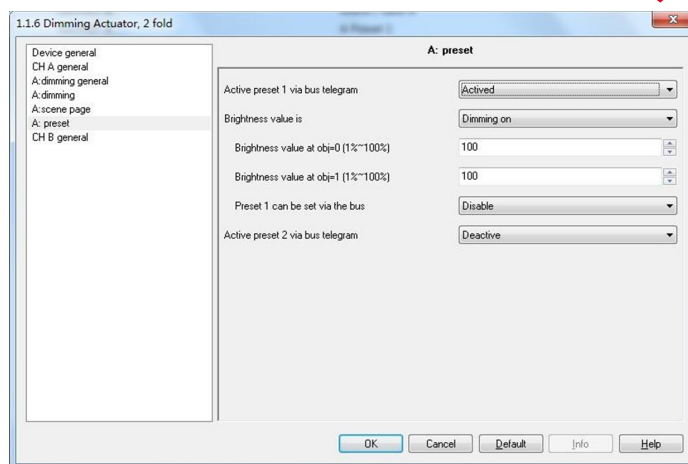 1.1.6 Dimming Actuator, 2 fold
Device general
CH A general
A:dimming general
A:dimming
A:scene page
A: preset
CH B general
A: preset
Active preset 1 via bus telegram
Actived
Brightness value is
Dimming on
Brightness value at obj=0 (1%~100%)
100
Brightness value at obj=1 (1%~100%)
100
Preset 1 can be set via the bus
Disable
Active preset 2 via bus telegram
Deactive
OK
Cancel
Default
Info
Help